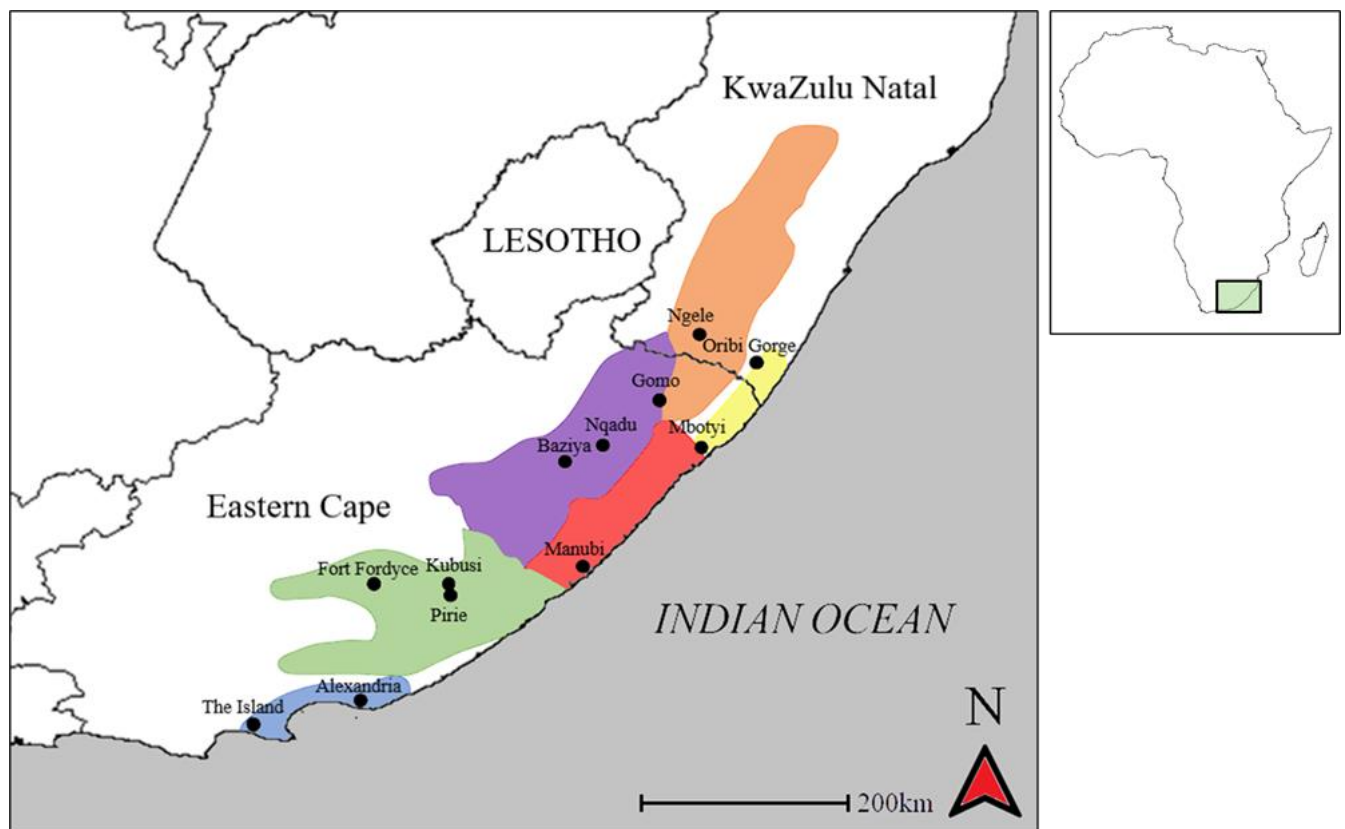 KwaZulu Natal
LESOTHO
Ngele
Oribi Gorge
Gomo
Mbotyi
Nqadu
Baziya
Eastern Cape
Manubi
Fort Fordyce
Kubusi
Pirie
INDIAN OCEAN
Alexandria
The Island
N
200km